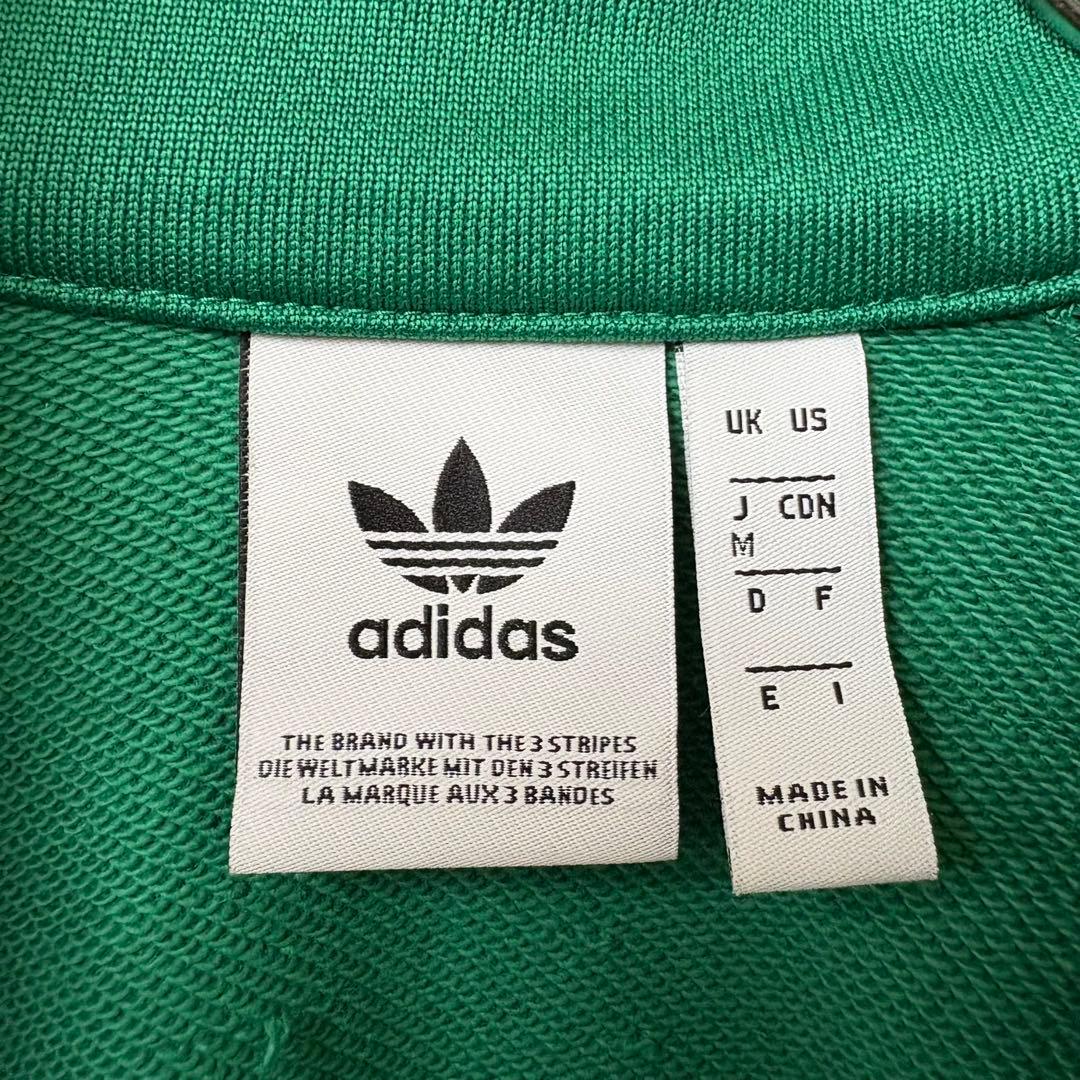 adidas
THE BRAND WITH THE 3 STRIPES
DIE WELTMARKE MIT DEN 3 STREIFEN
LA MARQUE AUX 3 BANDES
UK US
J CDN
M
D F
E I
MADE IN
CHINA